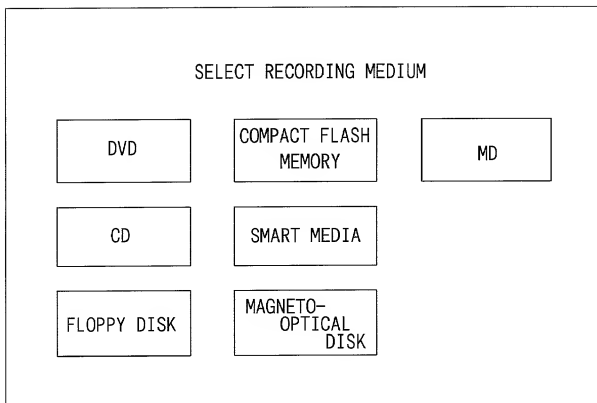 SELECT RECORDING MEDIUM
DVD
COMPACT FLASH
MEMORY
MD
CD
SMART MEDIA
FLOPPY DISK
MAGNETO-
OPTICAL
DISK